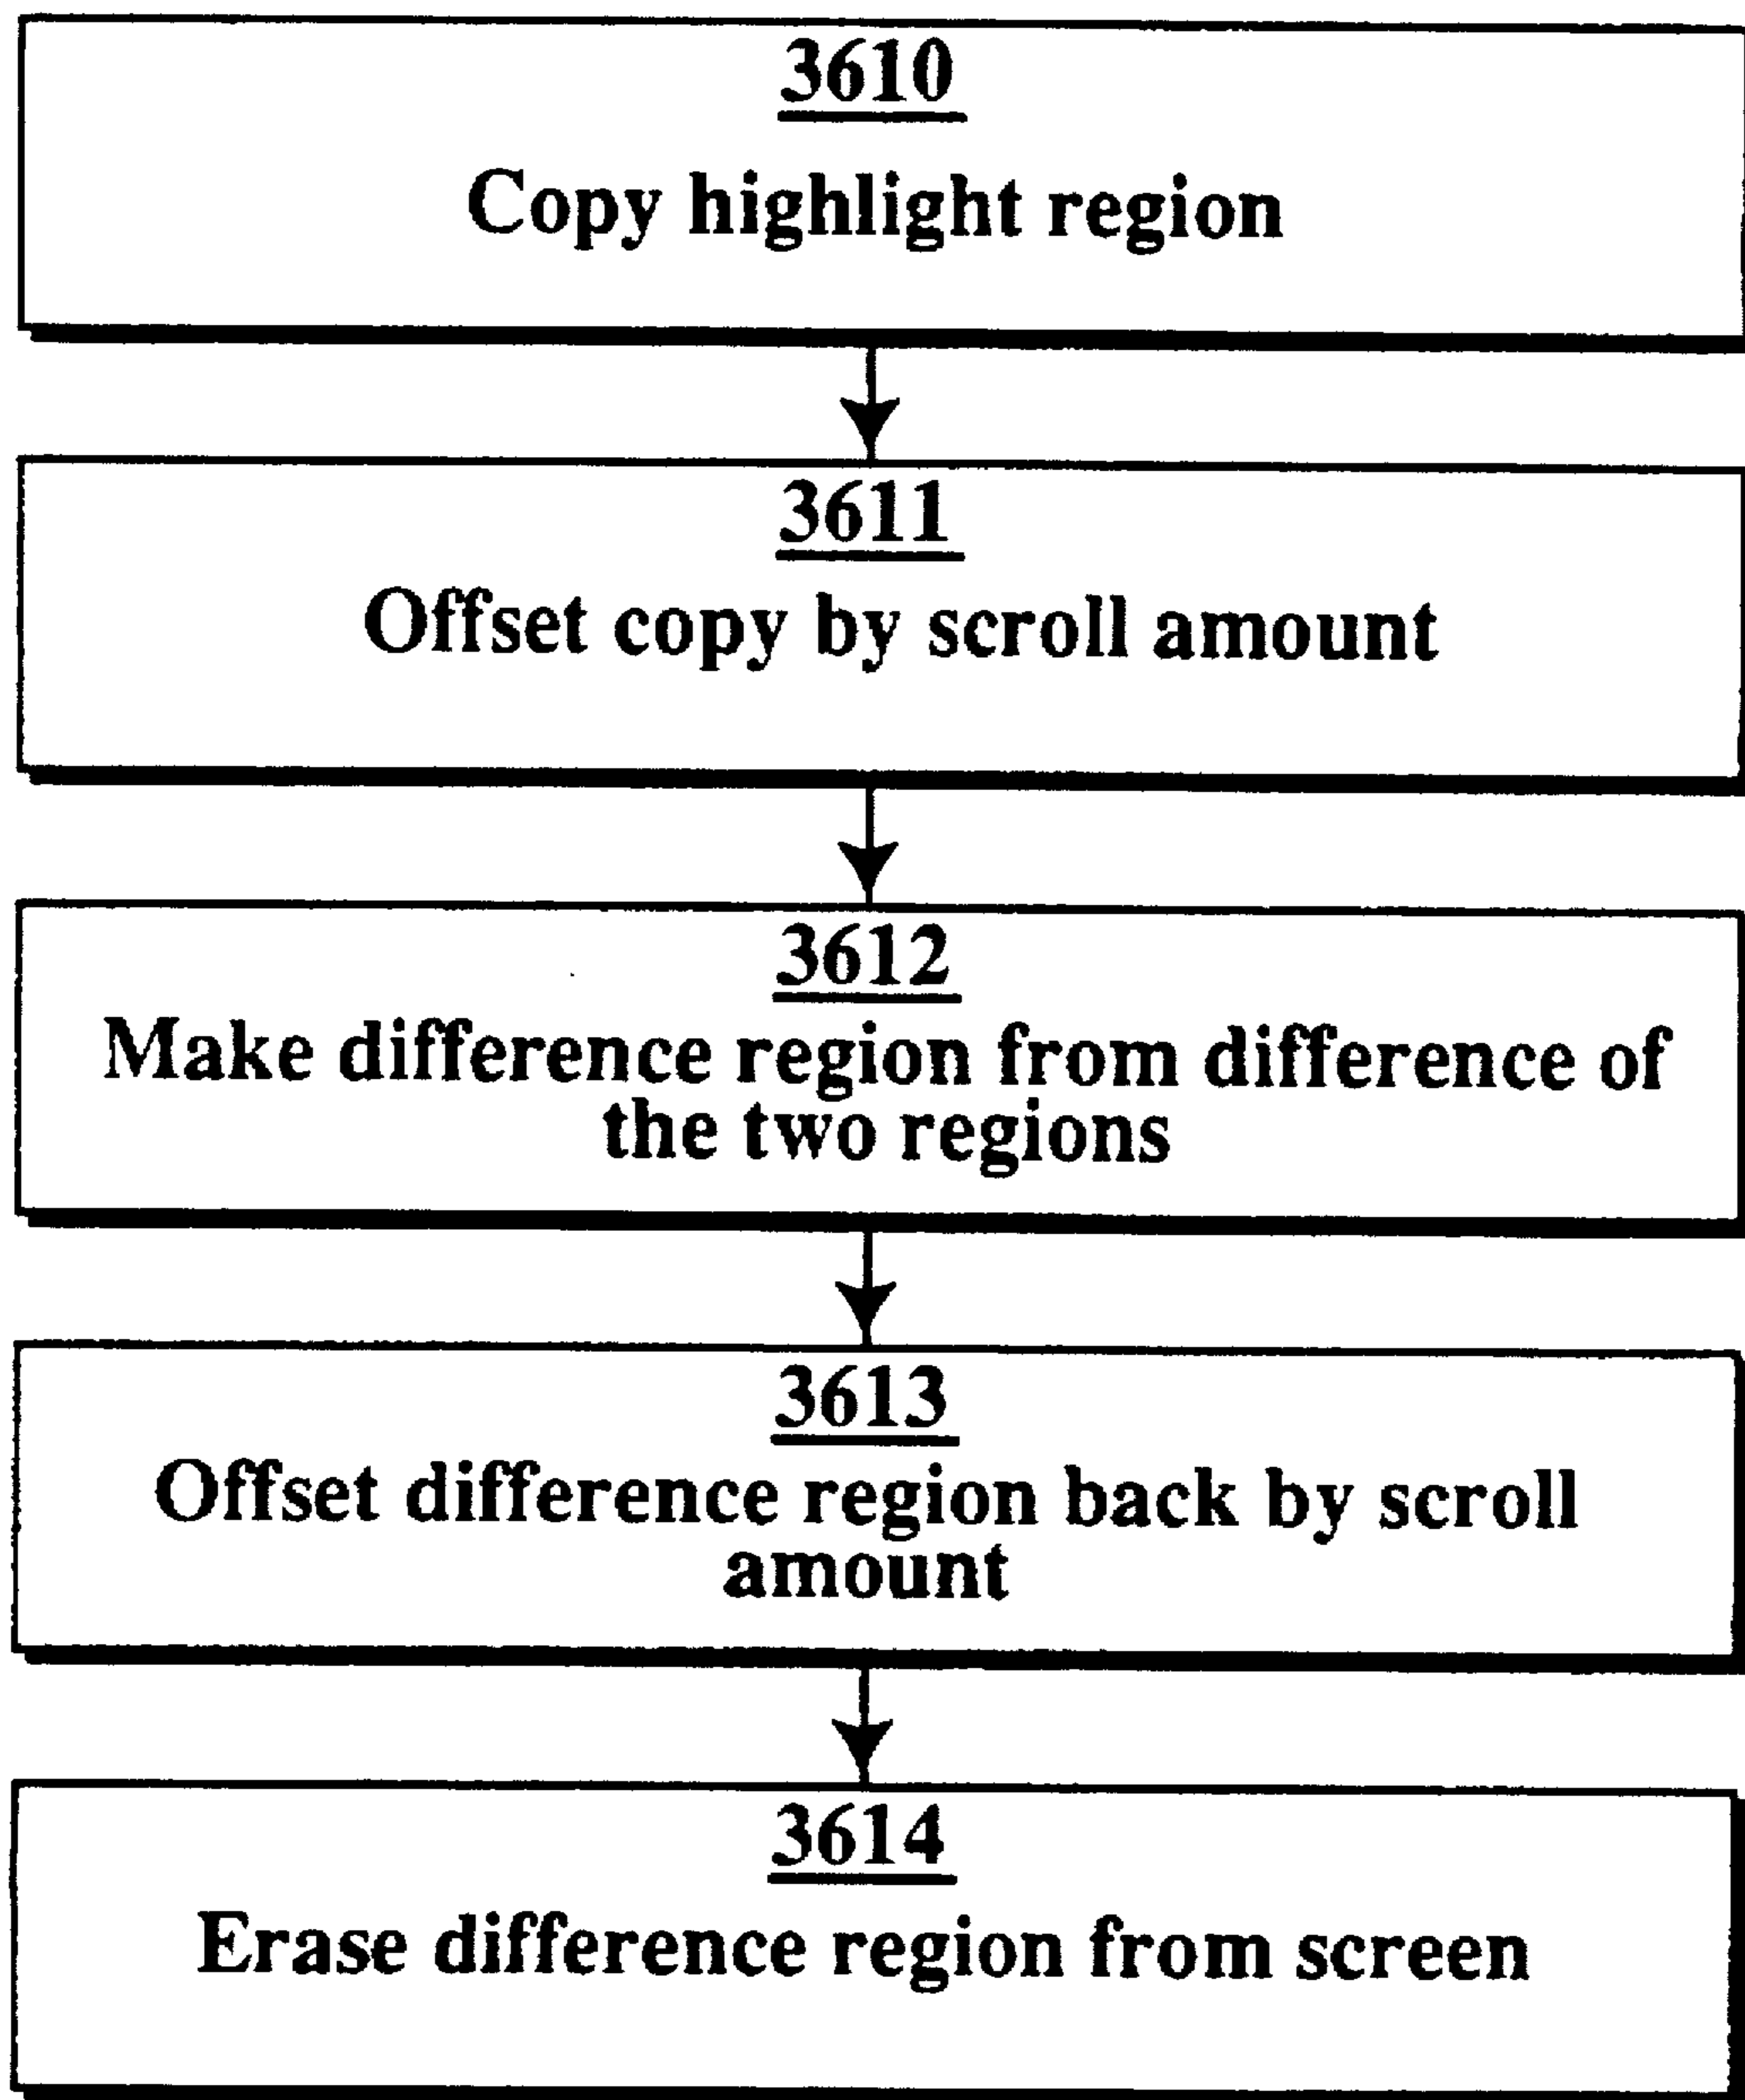 3610
Copy highlight region
3611
Offset copy by scroll amount
3612
Make difference region from difference of
the two regions
3613
Offset difference region back by scroll
amount
3614
Erase difference region from screen